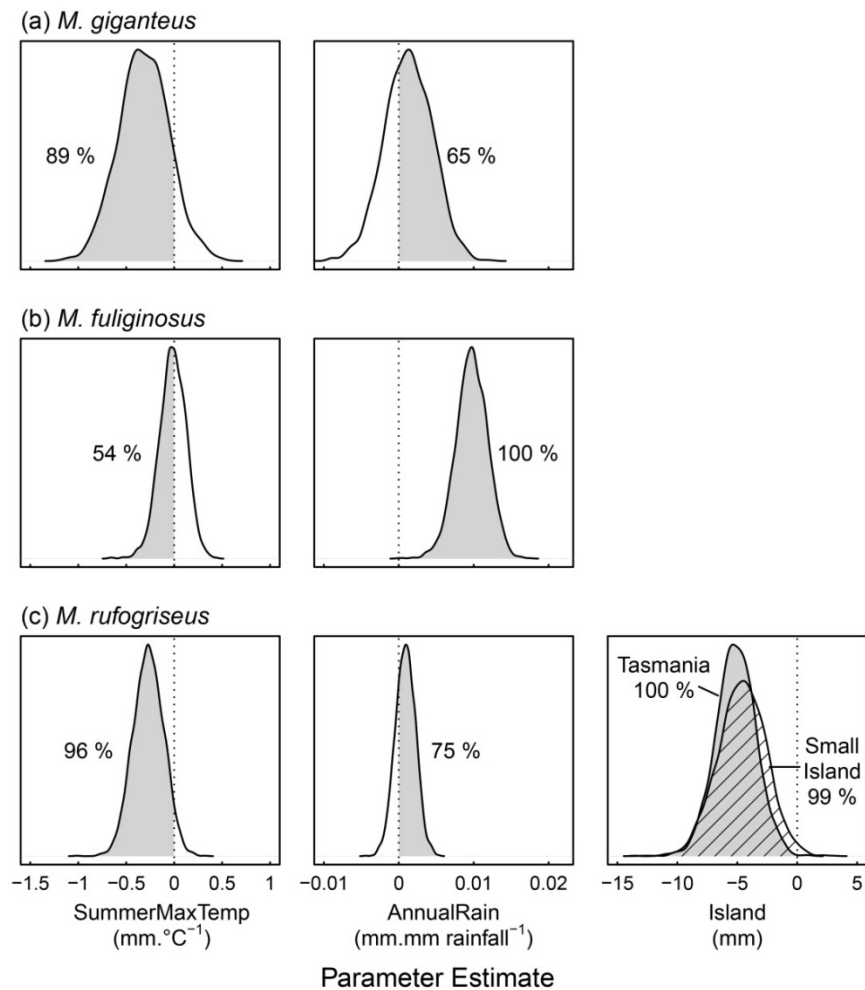 (a) M. giganteus
89 %
65 %
(b) M. fuliginosus
54 %
100 %
(c) M. rufogriseus
96 %
75 %
Tasmania
100 %
Small
Island
99 %
−1.5 −0.5 0 0.5 1
−0.01 0 0.01 0.02
−15 −10 −5 0 5
SummerMaxTemp
(mm.°C⁻¹)
AnnualRain
(mm.mm rainfall⁻¹)
Island
(mm)
Parameter Estimate